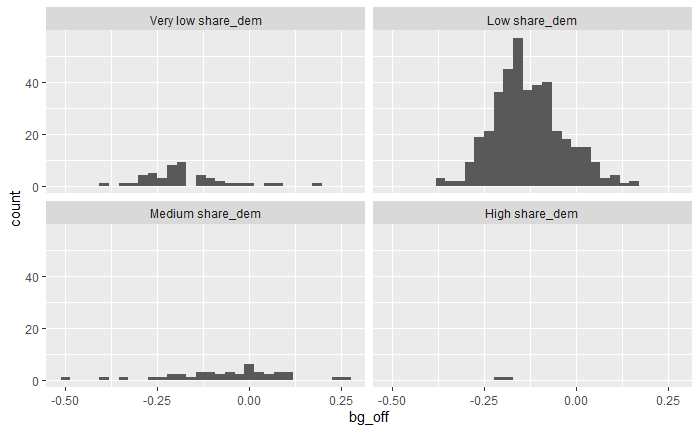 Very low share_dem
Low share_dem
40
20
0
Medium share_dem
High share_dem
40
20
0
-0.50
-0.25
0.00
0.25
-0.50
-0.25
0.00
0.25
count
bg_off